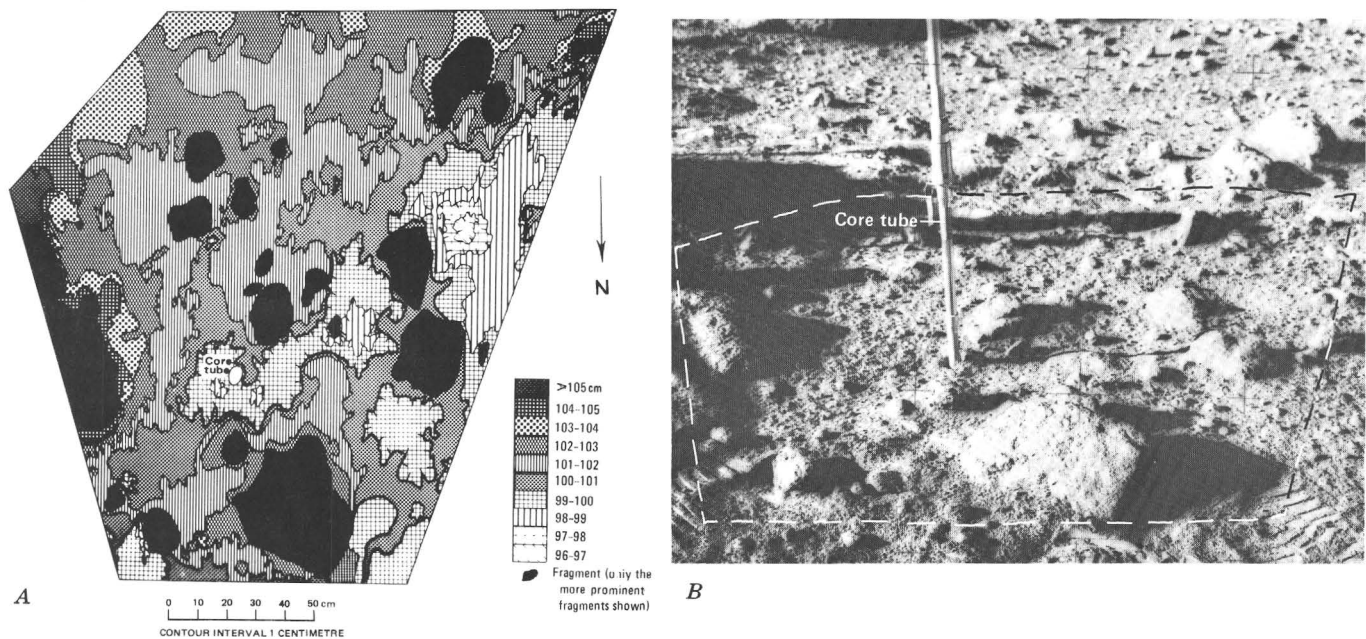 Core
tube
N
>105 cm
104-105
103-104
102-103
101-102
100-101
99-100
98-99
97-98
96-97
Fragment (only the
more prominent
fragments shown)
A
0 10 20 30 40 50 cm
CONTOUR INTERVAL 1 CENTIMETRE
Core tube
B